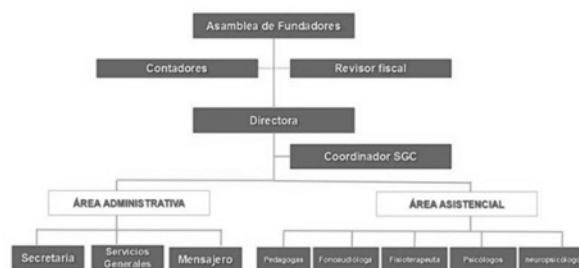 Asamblea de Fundadores
Contadores
Revisor fiscal
Directora
Coordinador SGC
ÁREA ADMINISTRATIVA
ÁREA ASISTENCIAL
Secretaria
Servicios
Generales
Mensajero
Pedagogas
Fonoaudióloga
Fisioterapeuta
Psicólogos
neuropsicólogo